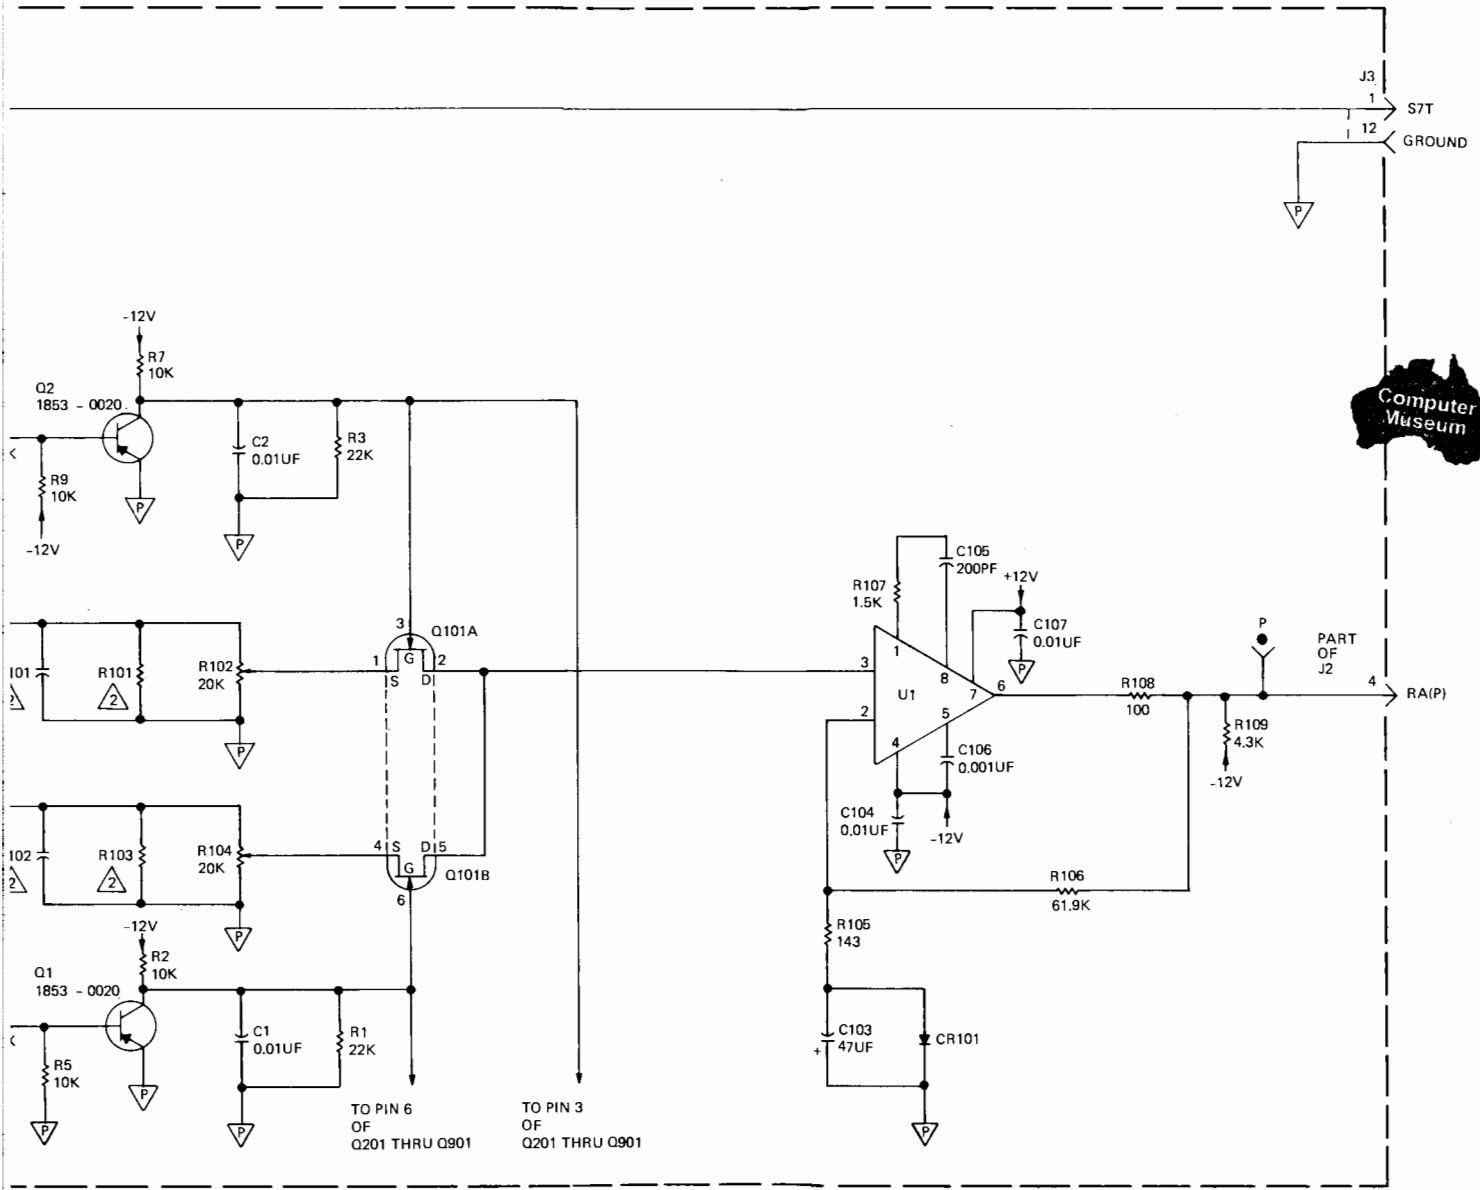 J3
1
S7T
12
GROUND
P
-12V
R7
10K
Q2
1853 - 0020
C2
0.01UF
R3
22K
R9
10K
-12V
P
P
Computer
Museum
C105
200PF
R107
1.5K
+12V
C107
0.01UF
P
3
Q101A
1
G
2
S
D
101
R101
2
2
R102
20K
P
3
1
8
7
6
U1
2
5
4
C106
0.001UF
R108
100
P
PART
OF
J2
4
RA(P)
R109
4.3K
-12V
C104
0.01UF
-12V
P
102
R103
2
2
R104
20K
4
S
D
5
G
Q101B
6
P
R106
61.9K
R105
143
-12V
R2
10K
Q1
1853 - 0020
C1
0.01UF
R1
22K
R5
10K
P
P
P
C103
47UF
+
CR101
P
TO PIN 6
OF
Q201 THRU Q901
TO PIN 3
OF
Q201 THRU Q901